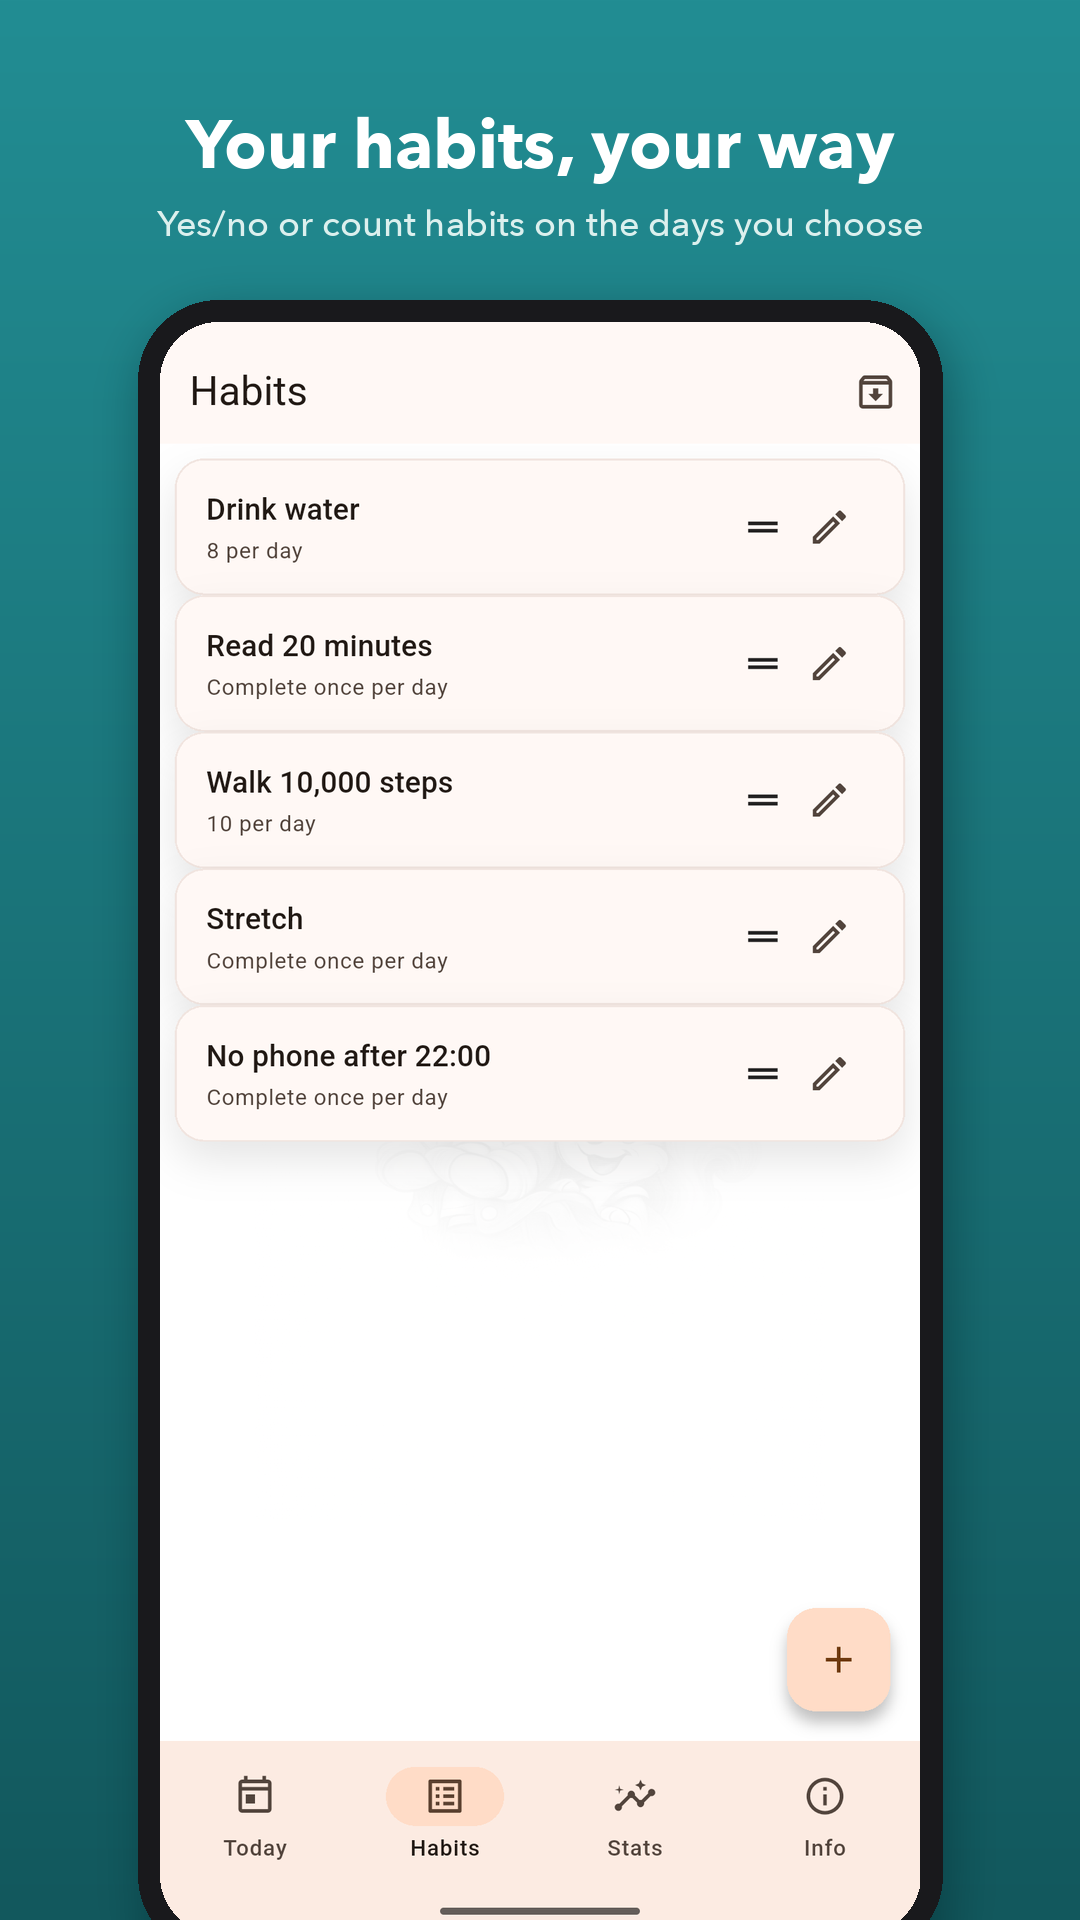 Your habits, your way
Yes/no or count habits on the days you choose
Habits
Drink water
8 per day
Read 20 minutes
Complete once per day
Walk 10,000 steps
10 per day
Stretch
Complete once per day
No phone after 22:00
Complete once per day
Today
Habits
Stats
Info